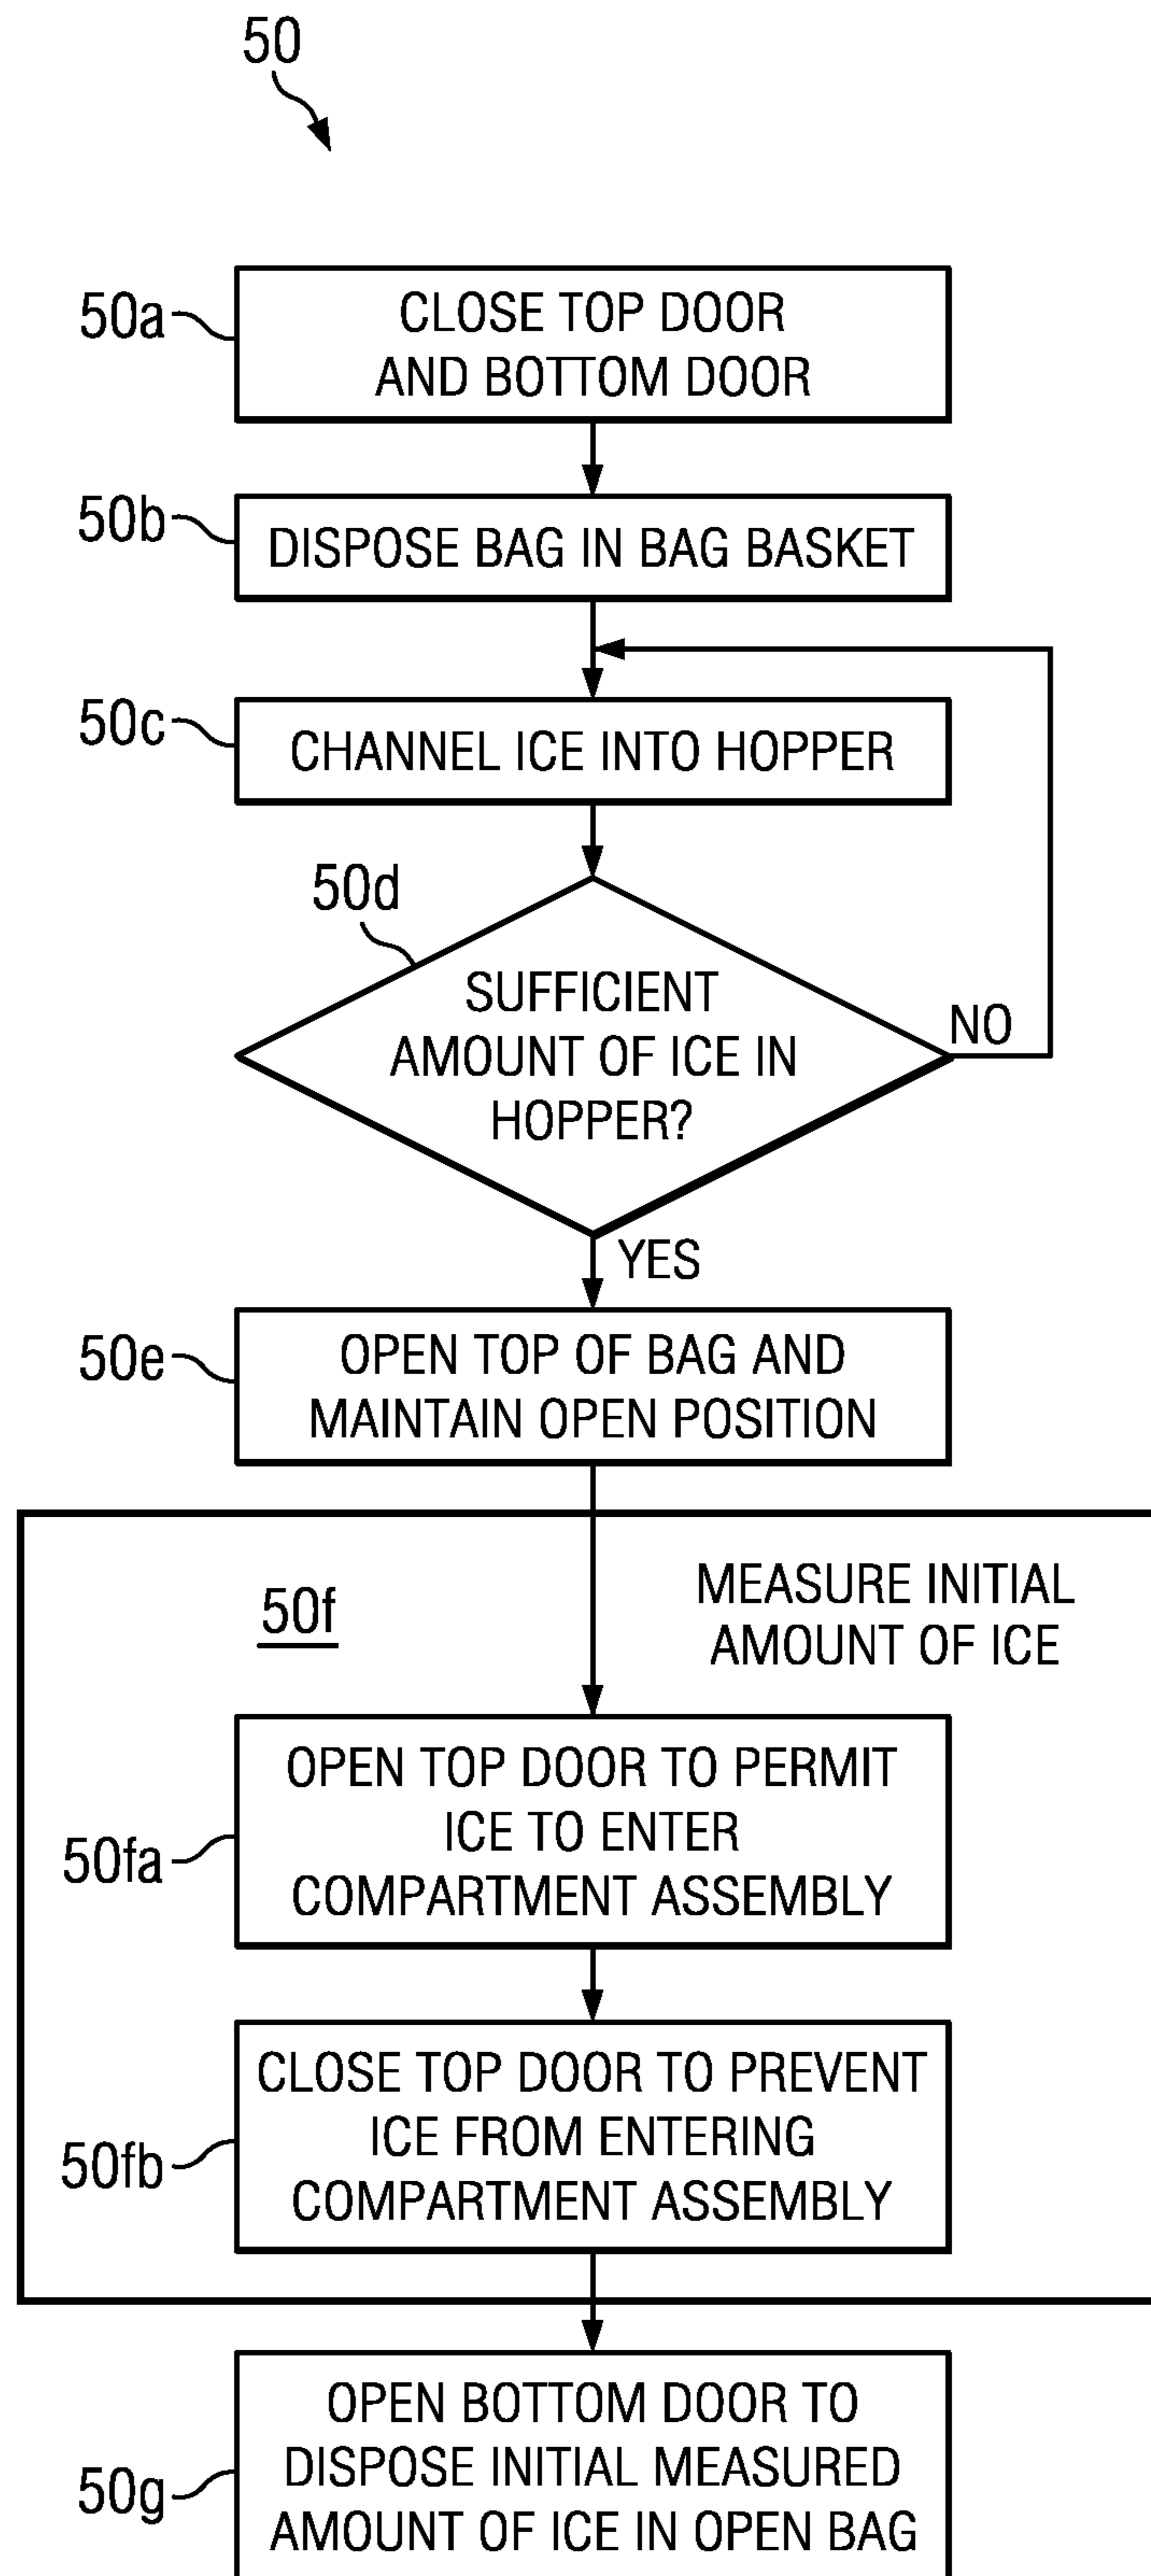 50
50a
CLOSE TOP DOOR
AND BOTTOM DOOR
50b
DISPOSE BAG IN BAG BASKET
50c
CHANNEL ICE INTO HOPPER
50d
SUFFICIENT
AMOUNT OF ICE IN
HOPPER?
NO
YES
50e
OPEN TOP OF BAG AND
MAINTAIN OPEN POSITION
50f
MEASURE INITIAL
AMOUNT OF ICE
50fa
OPEN TOP DOOR TO PERMIT
ICE TO ENTER
COMPARTMENT ASSEMBLY
50fb
CLOSE TOP DOOR TO PREVENT
ICE FROM ENTERING
COMPARTMENT ASSEMBLY
50g
OPEN BOTTOM DOOR TO
DISPOSE INITIAL MEASURED
AMOUNT OF ICE IN OPEN BAG